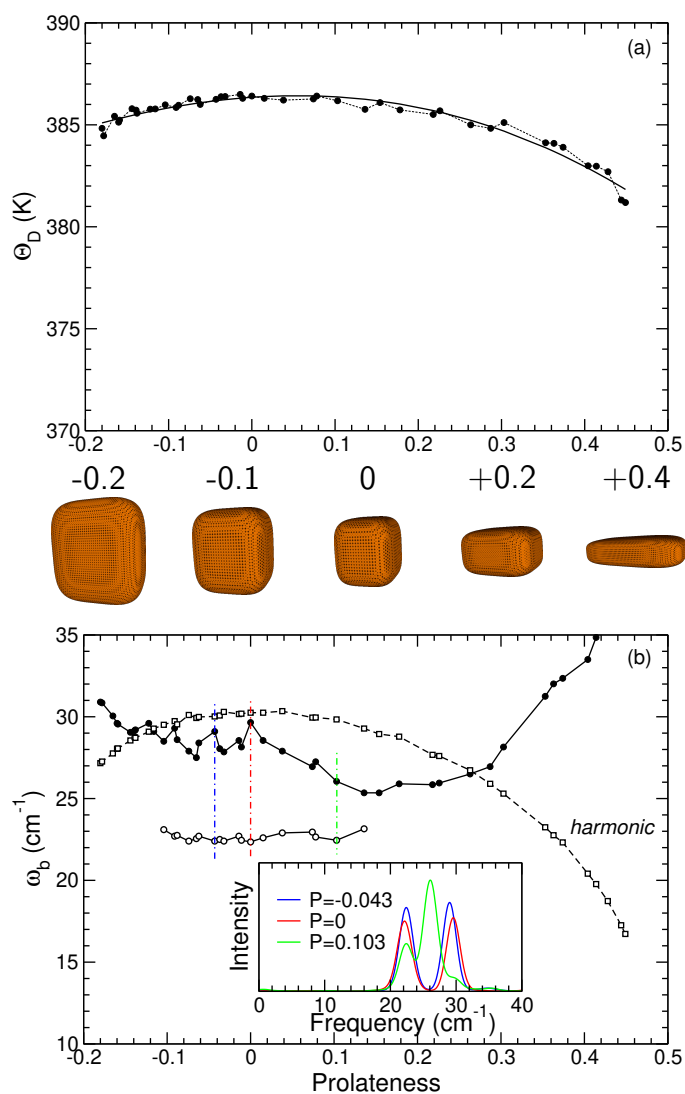 390
(a)
385
380
375
370
Θ_D (K)
-0.2 -0.1 0 0.1 0.2 0.3 0.4 0.5
-0.2 -0.1 0 +0.2 +0.4
35
(b)
30
25
20
15
10
ω_b (cm⁻¹)
harmonic
Intensity
P=-0.043
P=0
P=0.103
0 10 20 30 40
Frequency (cm⁻¹)
-0.2 -0.1 0 0.1 0.2 0.3 0.4 0.5
Prolateness